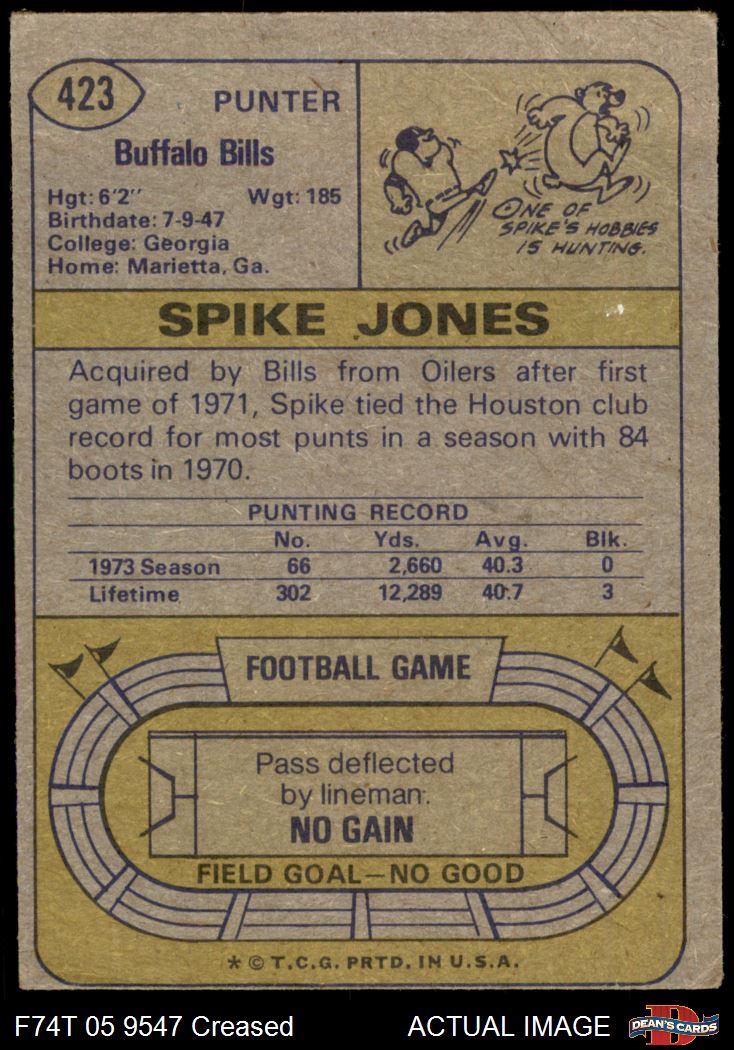 423
PUNTER
Buffalo Bills
Hgt: 6'2" Wgt: 185
Birthdate: 7-9-47
College: Georgia
Home: Marietta, Ga.
ONE OF
SPIKE'S HOBBIES
IS HUNTING.
SPIKE JONES
Acquired by Bills from Oilers after first
game of 1971, Spike tied the Houston club
record for most punts in a season with 84
boots in 1970.
PUNTING RECORD
No. Yds. Avg. Blk.
1973 Season 66 2,660 40.3 0
Lifetime 302 12,289 40.7 3
FOOTBALL GAME
Pass deflected
by lineman.
NO GAIN
FIELD GOAL—NO GOOD
* © T.C.G. PRTD. IN U.S.A.
F74T 05 9547 Creased ACTUAL IMAGE
D
DEAN'S CARDS